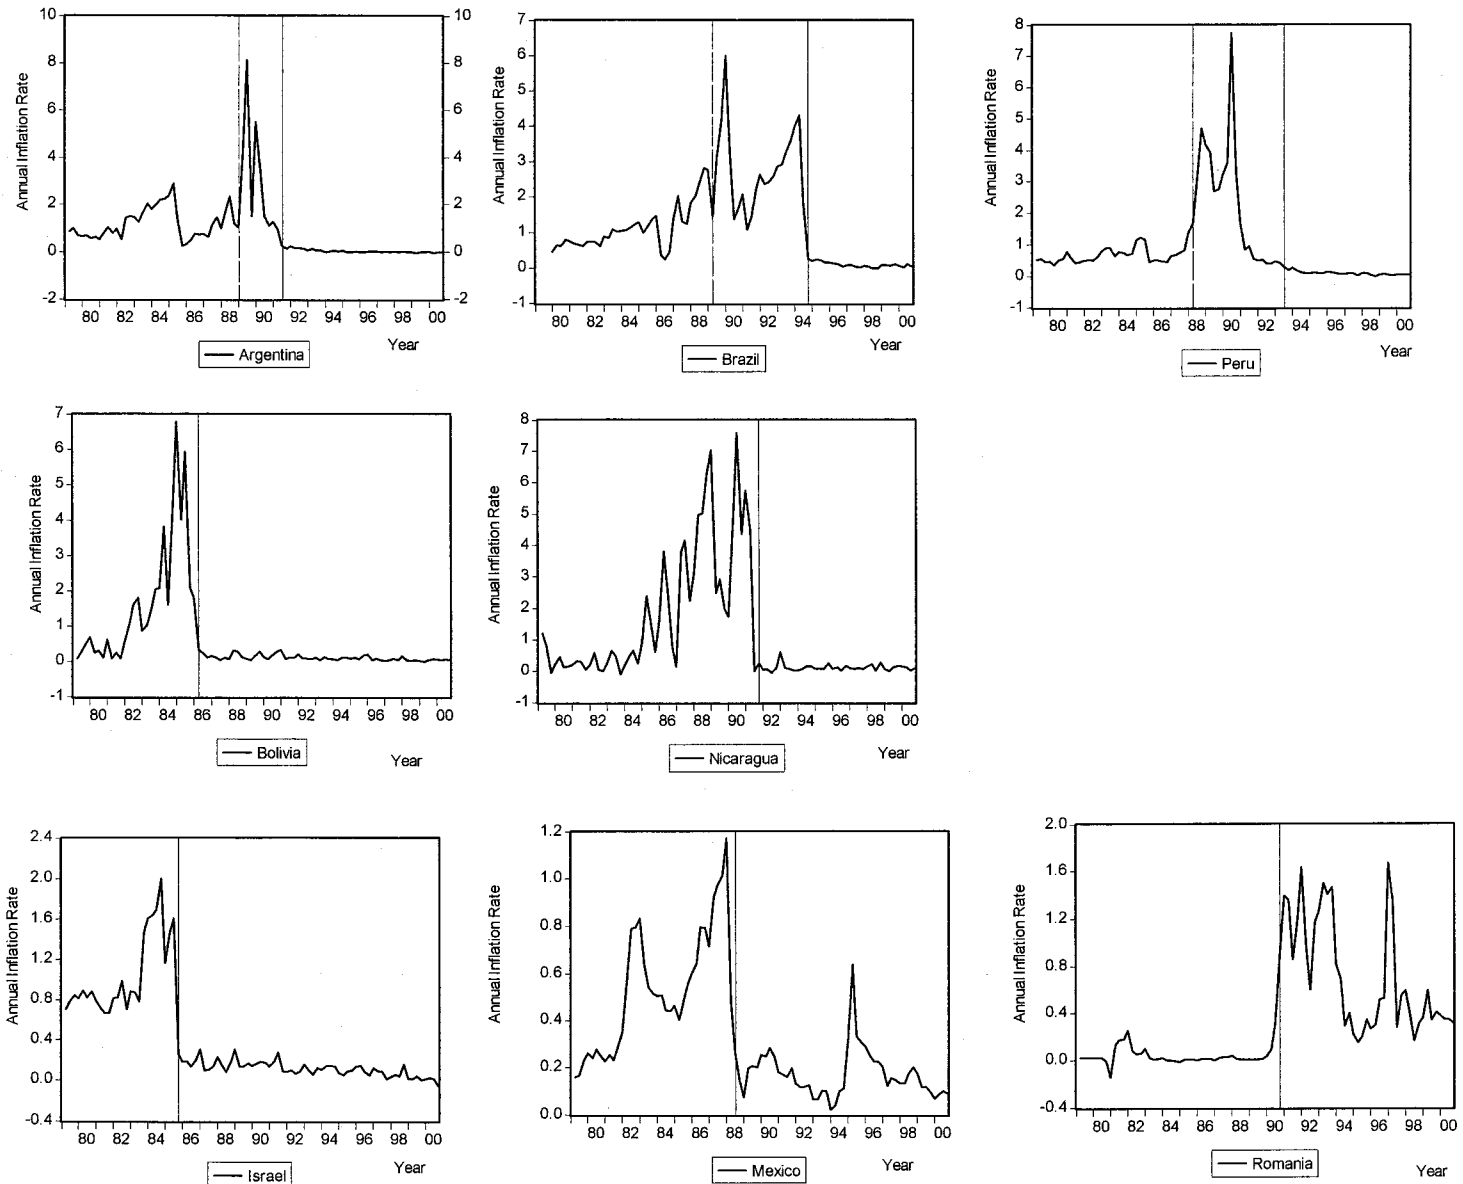 10
8
6
4
2
0
-2
Annual Inflation Rate
10
8
6
4
2
0
-2
80 82 84 86 88 90 92 94 96 98 00
Year
Argentina
7
6
5
4
3
2
1
0
-1
Annual Inflation Rate
80 82 84 86 88 90 92 94 96 98 00
Year
Brazil
8
7
6
5
4
3
2
1
0
-1
Annual Inflation Rate
80 82 84 86 88 90 92 94 96 98 00
Year
Peru
7
6
5
4
3
2
1
0
-1
Annual Inflation Rate
80 82 84 86 88 90 92 94 96 98 00
Year
Bolivia
8
7
6
5
4
3
2
1
0
-1
Annual Inflation Rate
80 82 84 86 88 90 92 94 96 98 00
Year
Nicaragua
2.4
2.0
1.6
1.2
0.8
0.4
0.0
-0.4
Annual Inflation Rate
80 82 84 86 88 90 92 94 96 98 00
Year
Israel
1.2
1.0
0.8
0.6
0.4
0.2
0.0
Annual Inflation Rate
80 82 84 86 88 90 92 94 96 98 00
Year
Mexico
2.0
1.6
1.2
0.8
0.4
0.0
-0.4
Annual Inflation Rate
80 82 84 86 88 90 92 94 96 98 00
Year
Romania